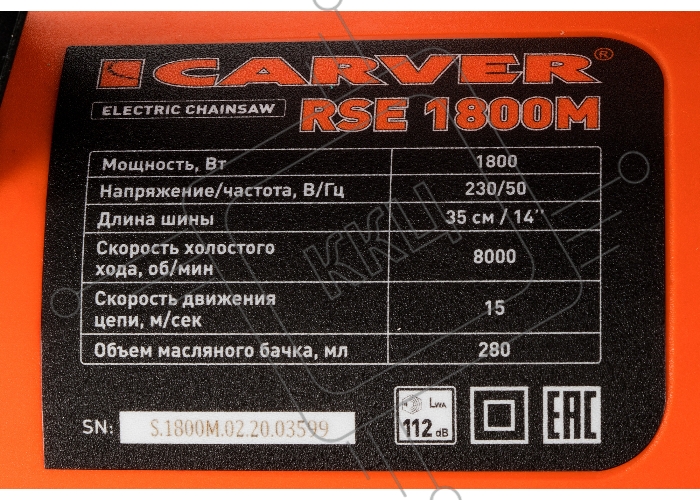 CARVER®
ELECTRIC CHAINSAW
RSE 1800M
Мощность, Вт 1800
Напряжение/частота, В/Гц 230/50
Длина шины 35 см / 14''
Скорость холостого
хода, об/мин 8000
Скорость движения
цепи, м/сек 15
Объем масляного бачка, мл 280
SN: S.1800M.02.20.03599
LWA
112 dB
EAC
ККЦ